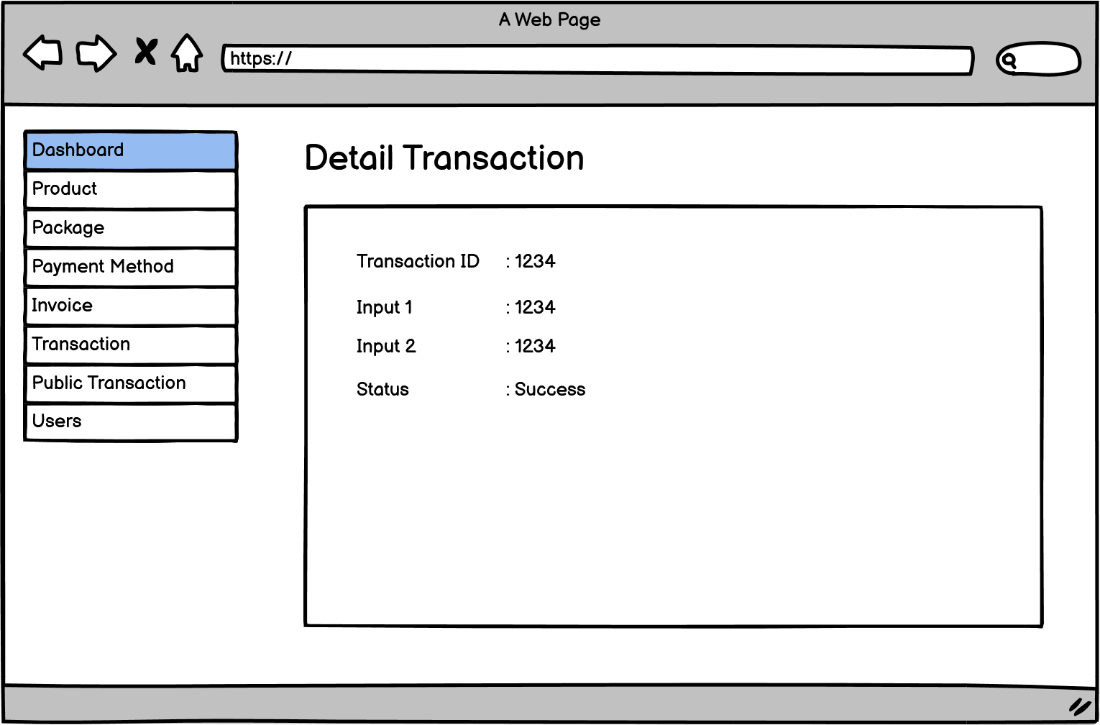 A Web Page
https://
Dashboard
Product
Package
Payment Method
Invoice
Transaction
Public Transaction
Users
Detail Transaction
Transaction ID : 1234
Input 1 : 1234
Input 2 : 1234
Status : Success